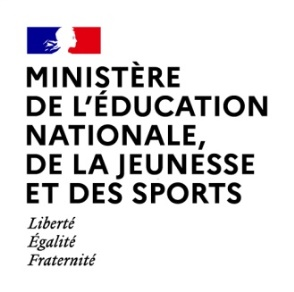 MINISTÈRE
DE L'ÉDUCATION
NATIONALE,
DE LA JEUNESSE
ET DES SPORTS
Liberté
Égalité
Fraternité